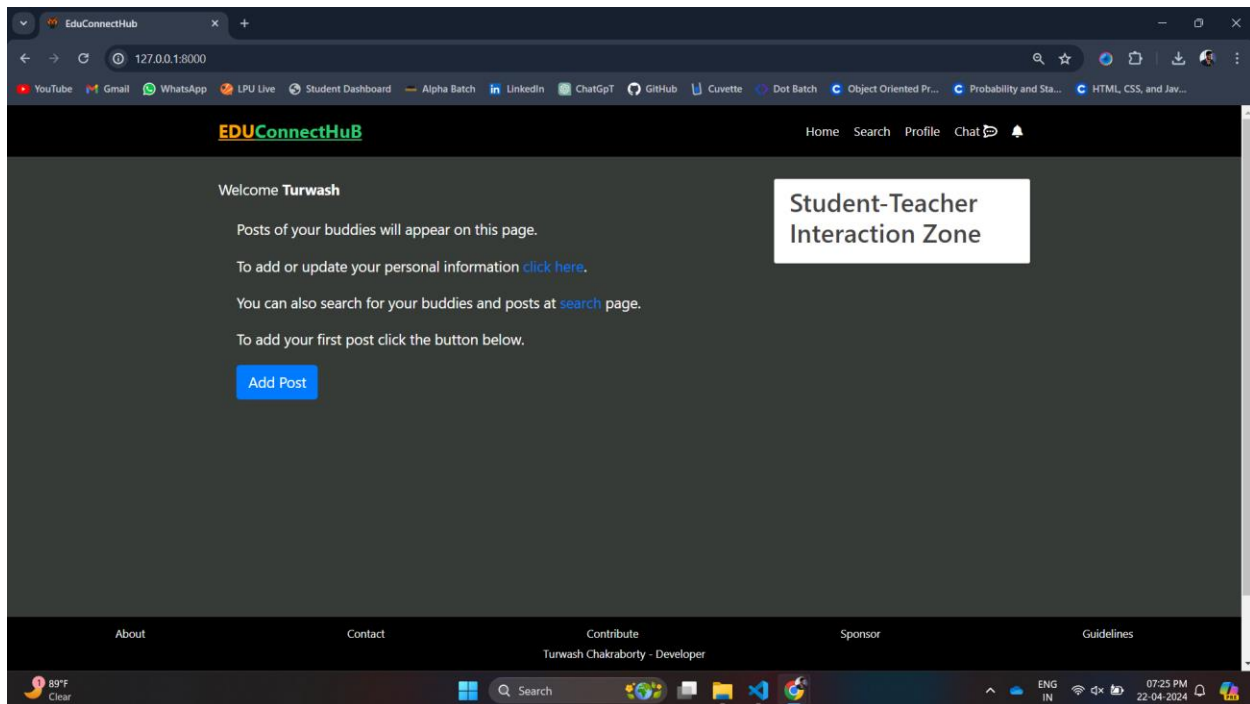 EduConnectHub
127.0.0.1:8000
YouTube Gmail WhatsApp LPU Live Student Dashboard Alpha Batch LinkedIn ChatGpT GitHub Cuvette Dot Batch Object Oriented Pr... Probability and Sta... HTML, CSS, and Jav...
EDUConnectHuB Home Search Profile Chat
Welcome Turwash
Student-Teacher
Interaction Zone
Posts of your buddies will appear on this page.
To add or update your personal information click here.
You can also search for your buddies and posts at search page.
To add your first post click the button below.
Add Post
About Contact Contribute Sponsor Guidelines
Turwash Chakraborty - Developer
1 89°F
Clear
Search
ENG
IN
07:25 PM
22-04-2024